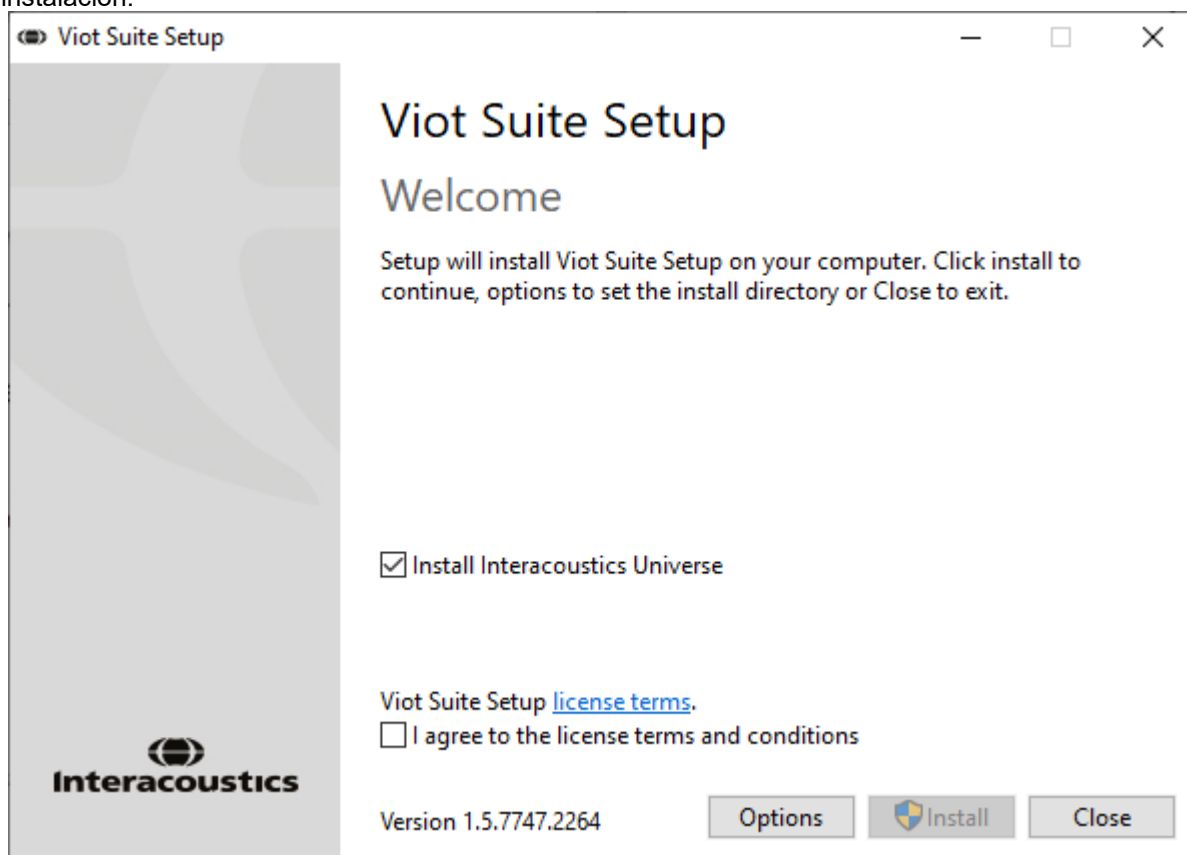 instalación.
Viot Suite Setup
Viot Suite Setup
Welcome
Setup will install Viot Suite Setup on your computer. Click install to
continue, options to set the install directory or Close to exit.
Install Interacoustics Universe
Viot Suite Setup license terms.
I agree to the license terms and conditions
Interacoustics
Version 1.5.7747.2264 Options Install Close